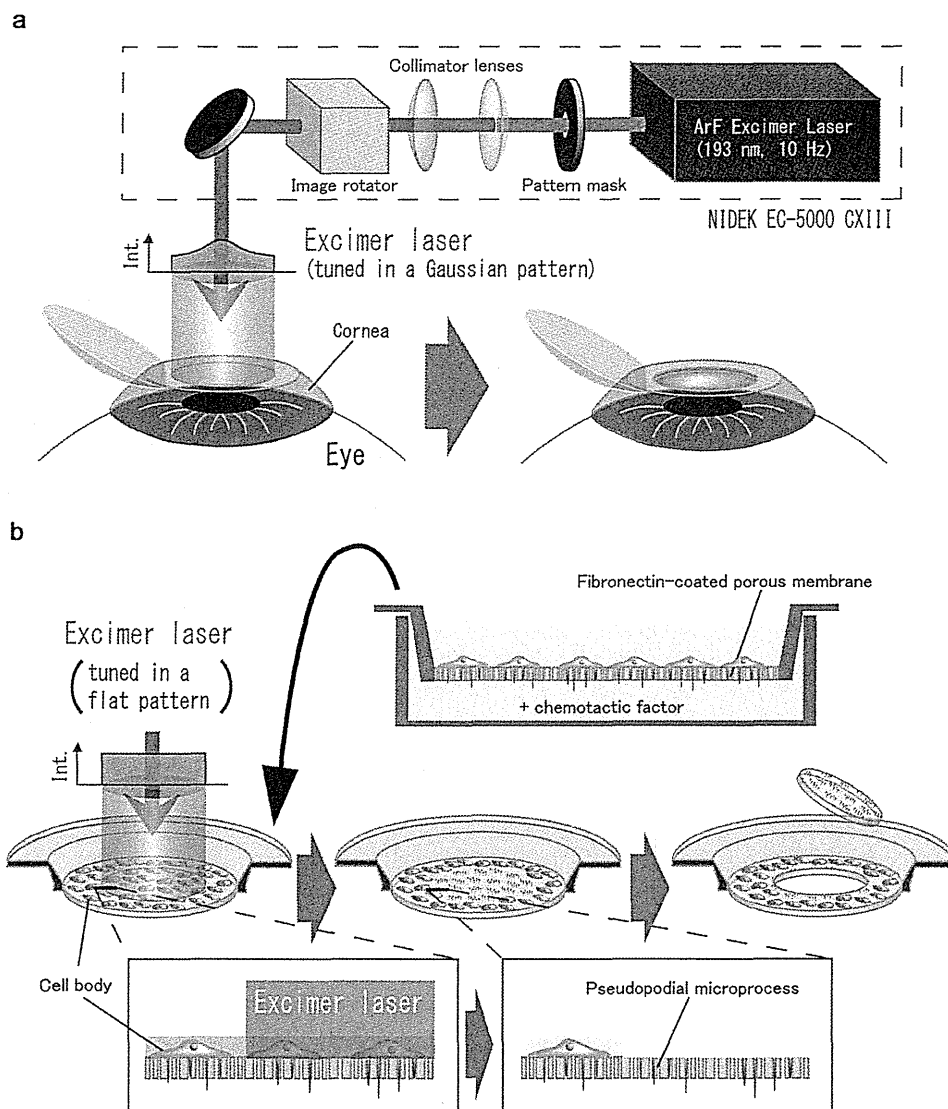 a
Collimator lenses
ArF Excimer Laser
(193 nm, 10 Hz)
Image rotator
Pattern mask
NIDEK EC-5000 CXIII
Int.
Excimer laser
(tuned in a Gaussian pattern)
Cornea
Eye
b
Fibronectin-coated porous membrane
Excimer laser
(tuned in a
flat pattern)
+ chemotactic factor
Int.
Cell body
Excimer laser
Pseudopodial microprocess